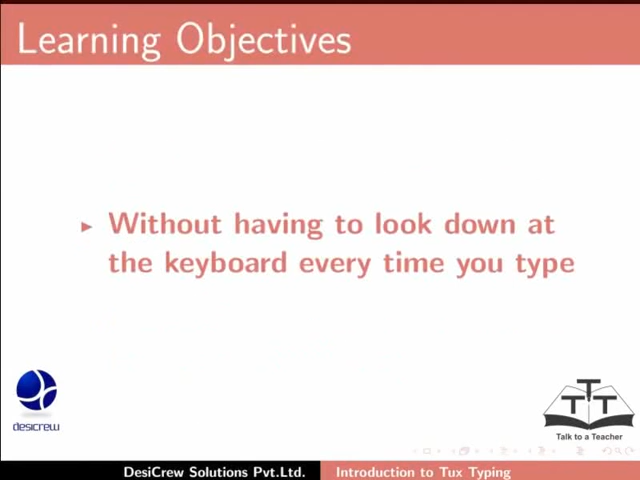 Learning Objectives
Without having to look down at
the keyboard every time you type
desicrew
T T T
Talk to a Teacher
DesiCrew Solutions Pvt.Ltd. Introduction to Tux Typing